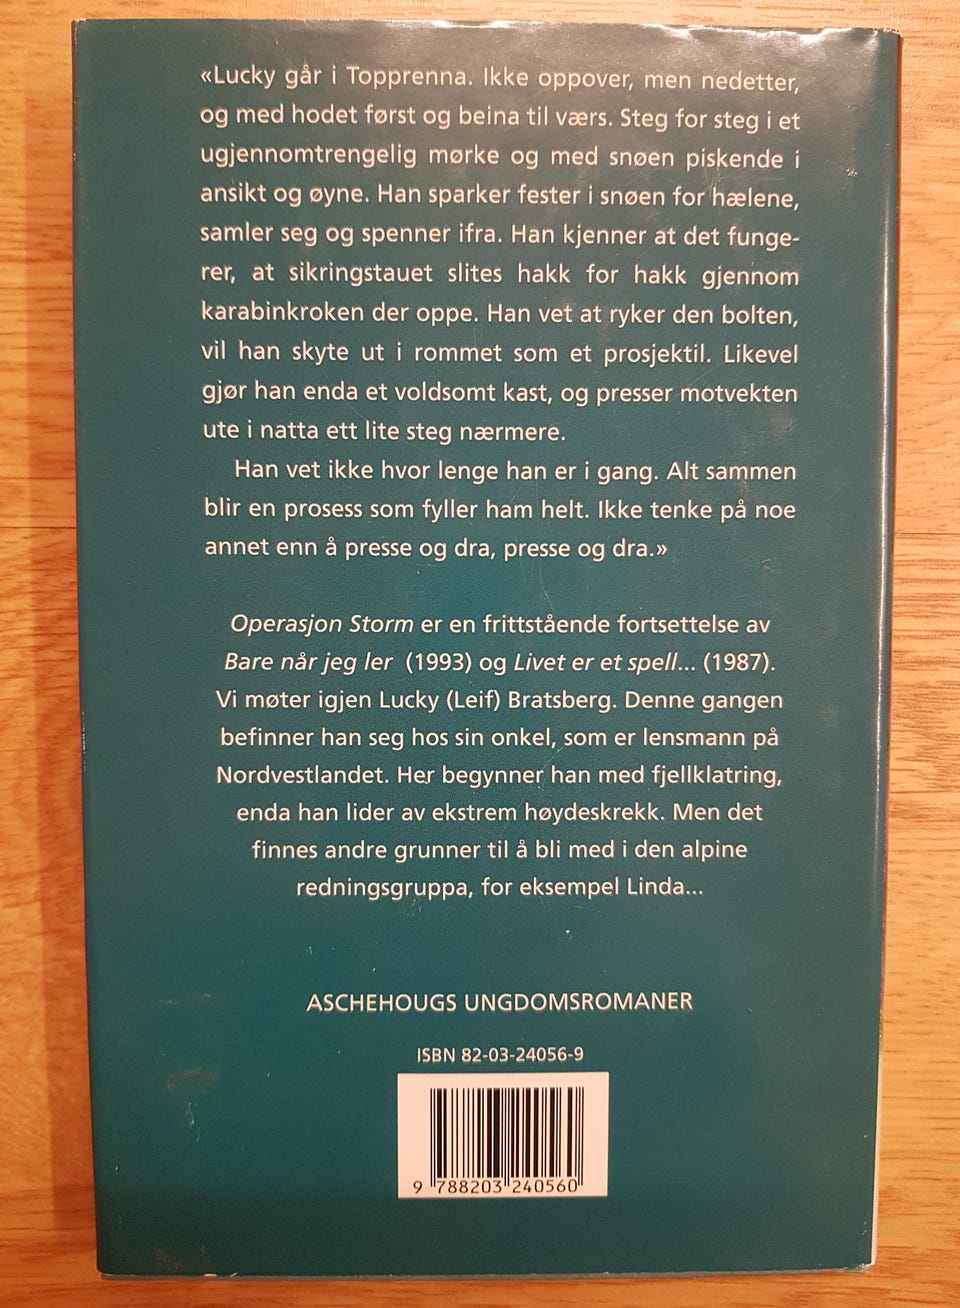 «Lucky går i Topprenna. Ikke oppover, men nedetter,
og med hodet først og beina til værs. Steg for steg i et
ugjennomtrengelig mørke og med snøen piskende i
ansikt og øyne. Han sparker fester i snøen for hælene,
samler seg og spenner ifra. Han kjenner at det funge-
rer, at sikringstauet slites hakk for hakk gjennom
karabinkroken der oppe. Han vet at ryker den bolten,
vil han skyte ut i rommet som et prosjektil. Likevel
gjør han enda et voldsomt kast, og presser motvekten
ute i natta ett lite steg nærmere.
Han vet ikke hvor lenge han er i gang. Alt sammen
blir en prosess som fyller ham helt. Ikke tenke på noe
annet enn å presse og dra, presse og dra.»
Operasjon Storm er en frittstående fortsettelse av
Bare når jeg ler (1993) og Livet er et spell... (1987).
Vi møter igjen Lucky (Leif) Bratsberg. Denne gangen
befinner han seg hos sin onkel, som er lensmann på
Nordvestlandet. Her begynner han med fjellklatring,
enda han lider av ekstrem høydeskrekk. Men det
finnes andre grunner til å bli med i den alpine
redningsgruppa, for eksempel Linda...
ASCHEHOUGS UNGDOMSROMANER
ISBN 82-03-24056-9
9 788203 240560